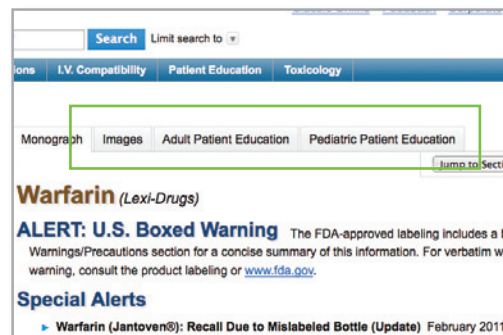 Search Limit search to
I.V. Compatibility Patient Education Toxicology
Monograph Images Adult Patient Education Pediatric Patient Education
Jump to Secti
Warfarin (Lexi-Drugs)
ALERT: U.S. Boxed Warning The FDA-approved labeling includes a
Warnings/Precautions section for a concise summary of this information. For verbatim w
warning, consult the product labeling or www.fda.gov.
Special Alerts
Warfarin (Jantoven®): Recall Due to Mislabeled Bottle (Update) February 2011